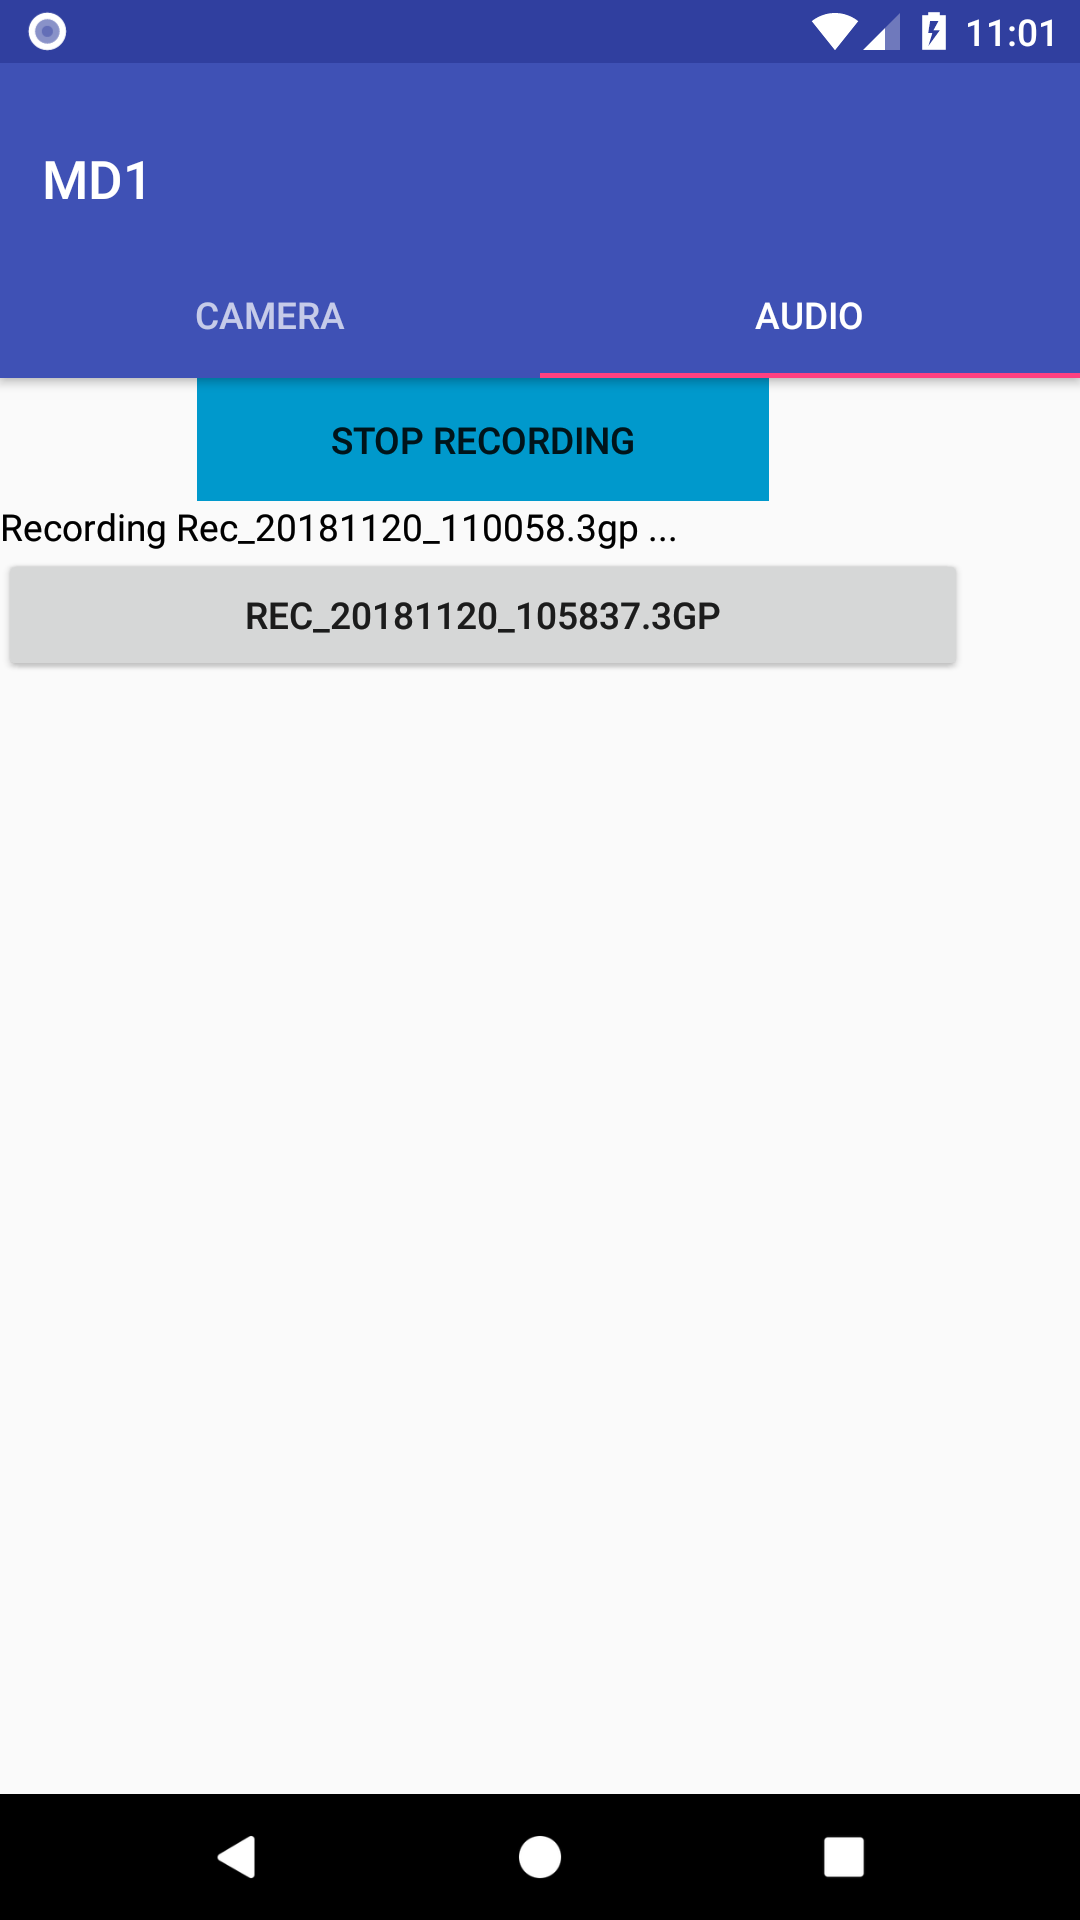 11:01
MD1
CAMERA
AUDIO
STOP RECORDING
Recording Rec_20181120_110058.3gp ...
REC_20181120_105837.3GP